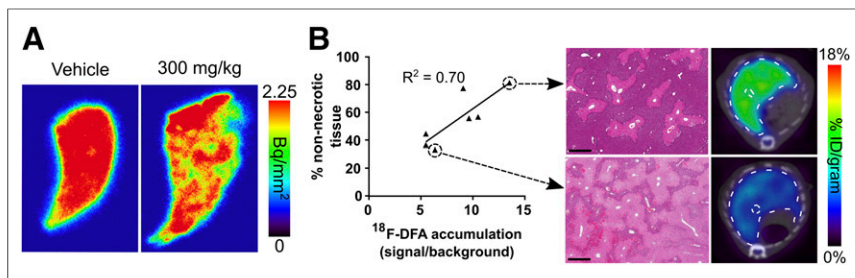 A
Vehicle
300 mg/kg
2.25
Bq/mm²
0
B
100
80
60
40
20
0
% non-necrotic
tissue
R² = 0.70
0
5
10
15
¹⁸F-DFA accumulation
(signal/background)
18%
% ID/gram
0%